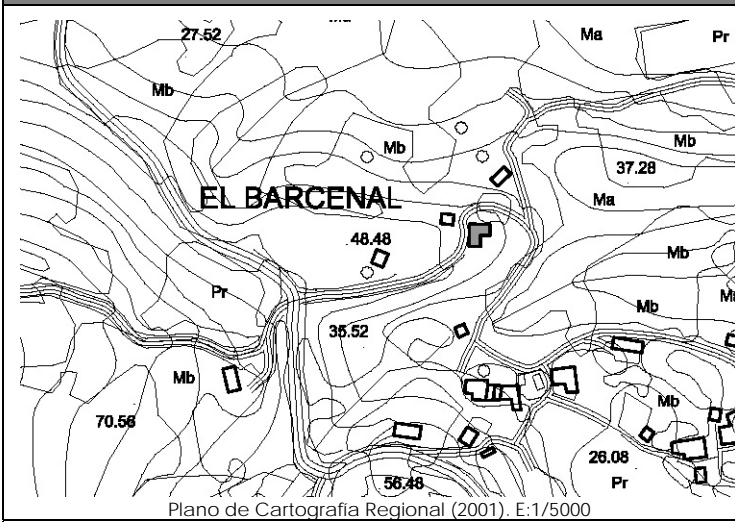 27.52
Ma
Pr
Mb
Mb
Mb
37.28
EL BARCENAL
Ma
48.48
Mb
Pr
Mb
35.52
Mb
Mb
70.56
26.08
56.48
Pr
Plano de Cartografía Regional (2001). E:1/5000